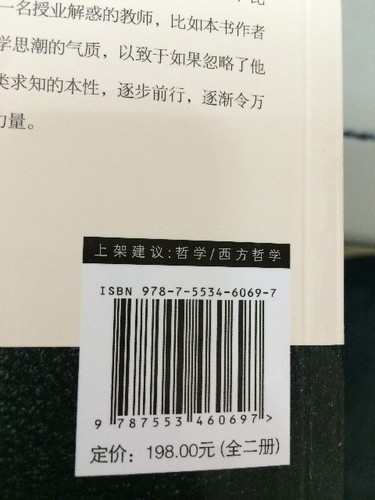 一名授业解惑的教师，比如本书作者
学思潮的气质，以致于如果忽略了他
类求知的本性，逐步前行，逐渐令万
力量。
上架建议：哲学/西方哲学
ISBN 978-7-5534-6069-7
9 787553 460697>
定价：198.00元（全二册）